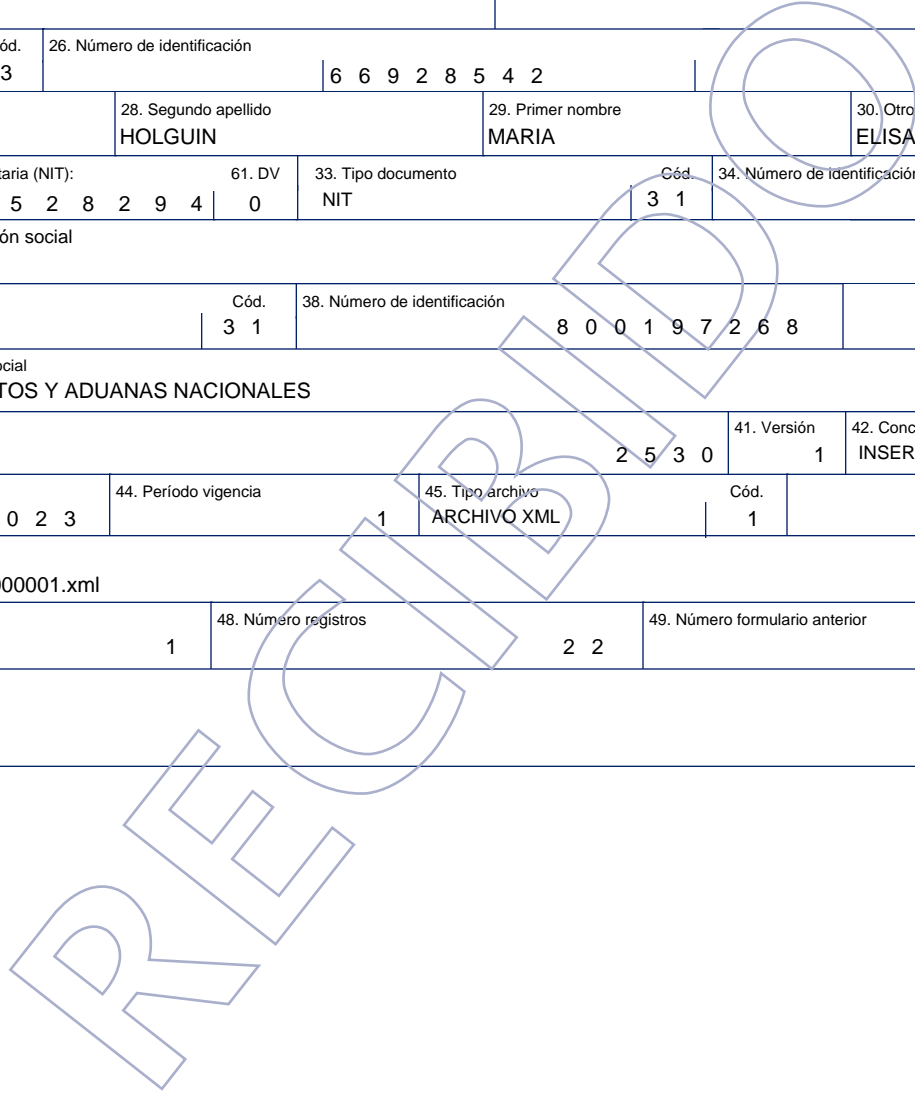 ód. 26. Número de identificación
3 6 6 9 2 8 5 4 2
28. Segundo apellido 29. Primer nombre 30. Otro
HOLGUIN MARIA ELISA
taria (NIT): 61. DV 33. Tipo documento Cód. 34. Número de identificación
5 2 8 2 9 4 0 NIT 3 1
ón social
Cód. 38. Número de identificación
3 1 8 0 0 1 9 7 2 6 8
ocial
TOS Y ADUANAS NACIONALES
41. Versión 42. Conc
2 5 3 0 1 INSER
44. Período vigencia 45. Tipo archivo Cód.
0 2 3 1 ARCHIVO XML 1
000001.xml
48. Número registros 49. Número formulario anterior
1 2 2
RECIBIDO